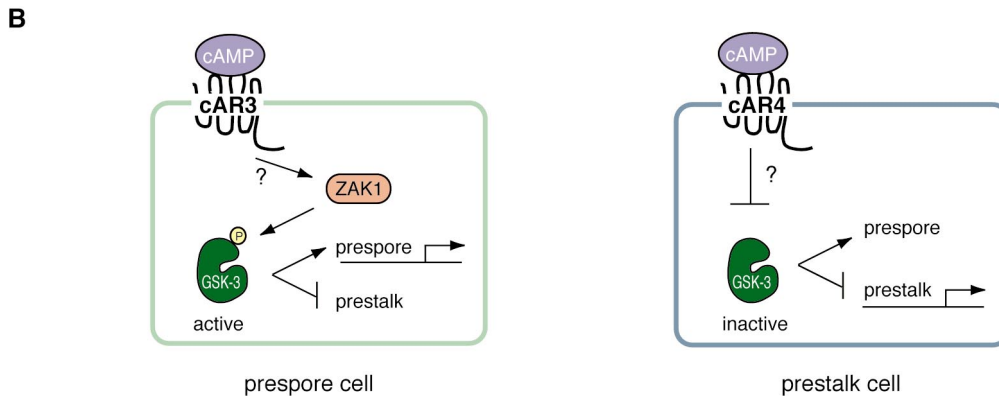 B
cAMP
cAR3
?
ZAK1
P
GSK-3
active
prespore
prestalk
prespore cell
cAMP
cAR4
?
GSK-3
inactive
prespore
prestalk
prestalk cell